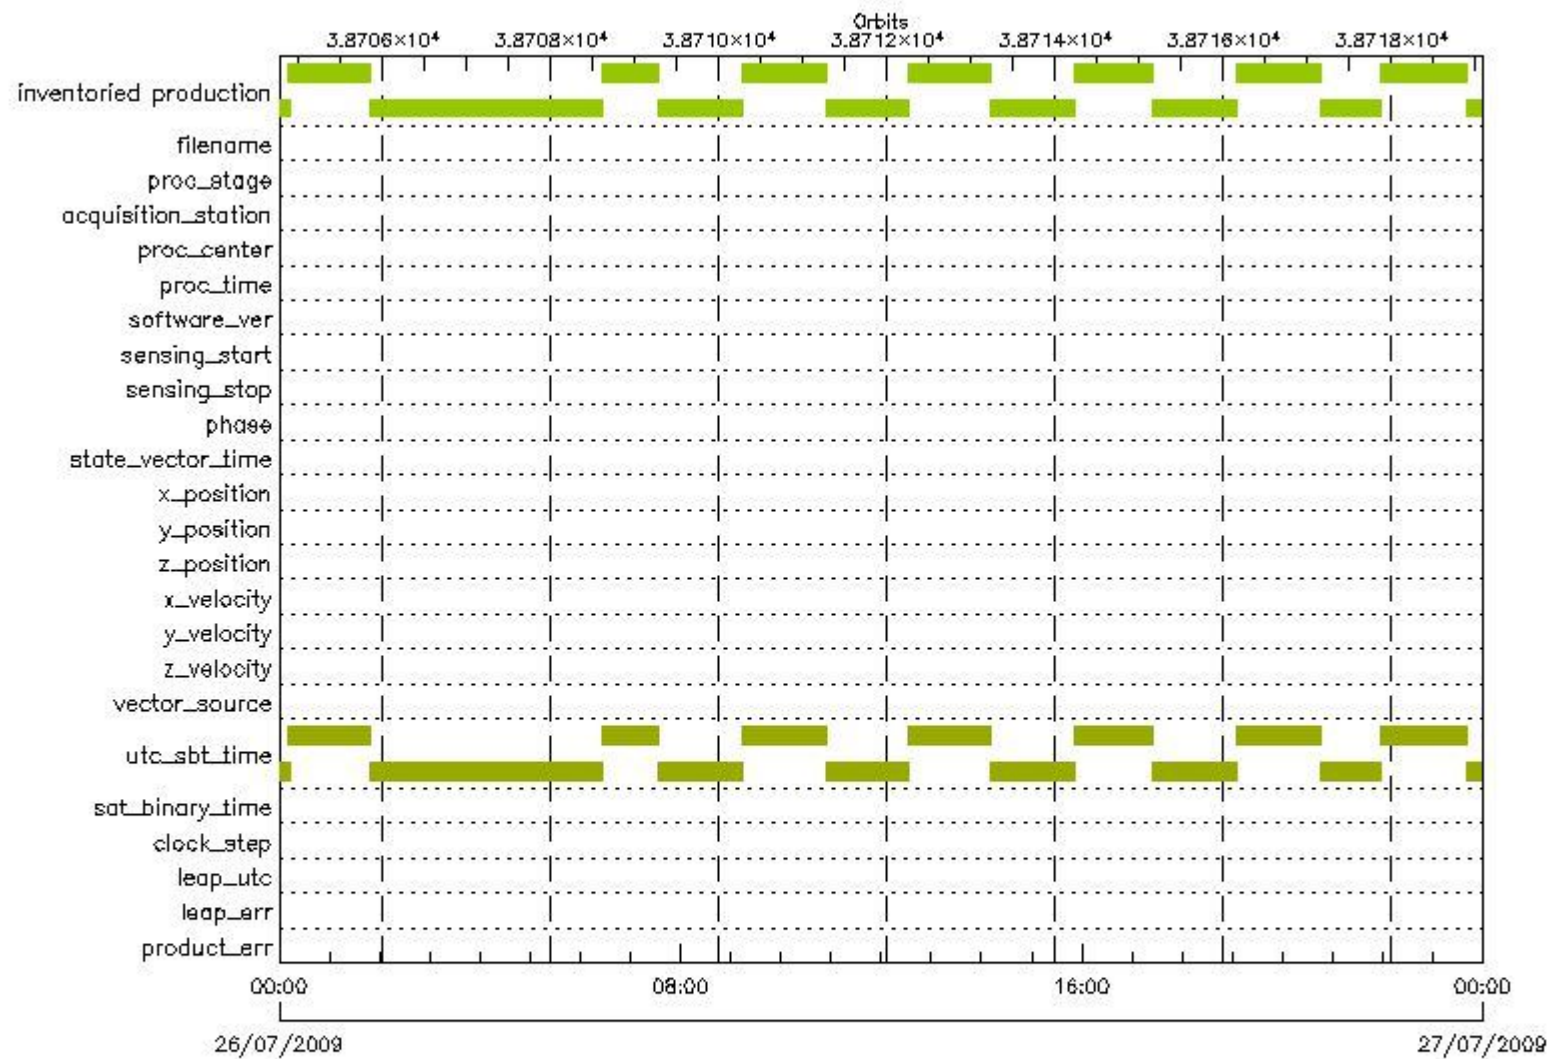 Orbits
3.8706×10⁴ 3.8708×10⁴ 3.8710×10⁴ 3.8712×10⁴ 3.8714×10⁴ 3.8716×10⁴ 3.8718×10⁴
inventoried production
filename
proc_stage
acquisition_station
proc_center
proc_time
software_ver
sensing_start
sensing_stop
phase
state_vector_time
x_position
y_position
z_position
x_velocity
y_velocity
z_velocity
vector_source
utc_sbt_time
sat_binary_time
clock_step
leap_utc
leap_err
product_err
00:00 08:00 16:00 00:00
26/07/2009 27/07/2009